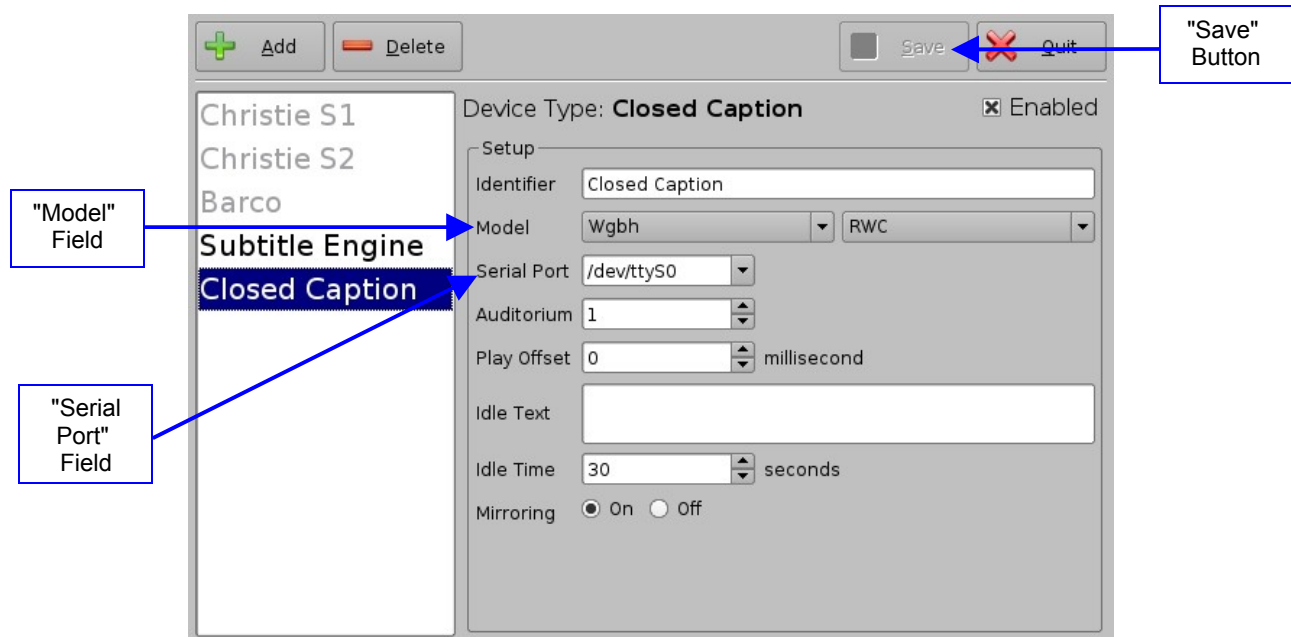 Add
Delete
Save
Quit
"Save"
Button
Christie S1
Christie S2
Barco
Subtitle Engine
Closed Caption
Device Type: Closed Caption
Enabled
Setup
Identifier Closed Caption
Model Wgbh RWC
Serial Port /dev/ttyS0
Auditorium 1
Play Offset 0 millisecond
Idle Text
Idle Time 30 seconds
Mirroring On Off
"Model"
Field
"Serial
Port"
Field